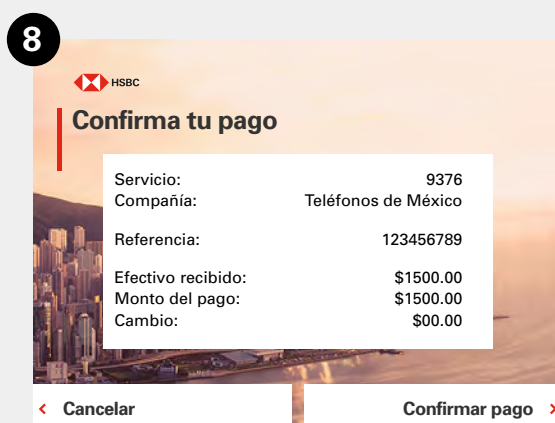 8
HSBC
Confirma tu pago
Servicio: 9376
Compañía: Teléfonos de México
Referencia: 123456789
Efectivo recibido: $1500.00
Monto del pago: $1500.00
Cambio: $00.00
< Cancelar
Confirmar pago >